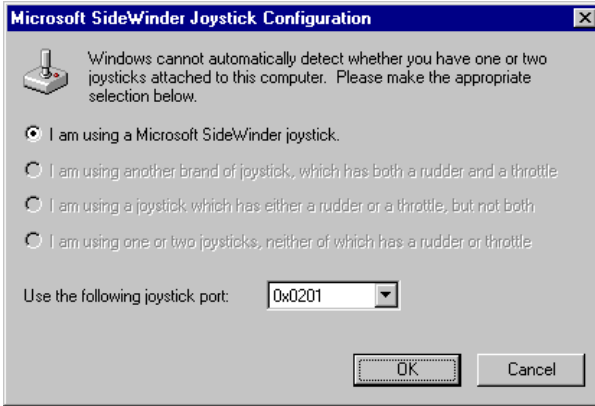 Microsoft SideWinder Joystick Configuration
Windows cannot automatically detect whether you have one or two
joysticks attached to this computer. Please make the appropriate
selection below.
I am using a Microsoft SideWinder joystick.
I am using another brand of joystick, which has both a rudder and a throttle
I am using a joystick which has either a rudder or a throttle, but not both
I am using one or two joysticks, neither of which has a rudder or throttle
Use the following joystick port: 0x0201
OK Cancel